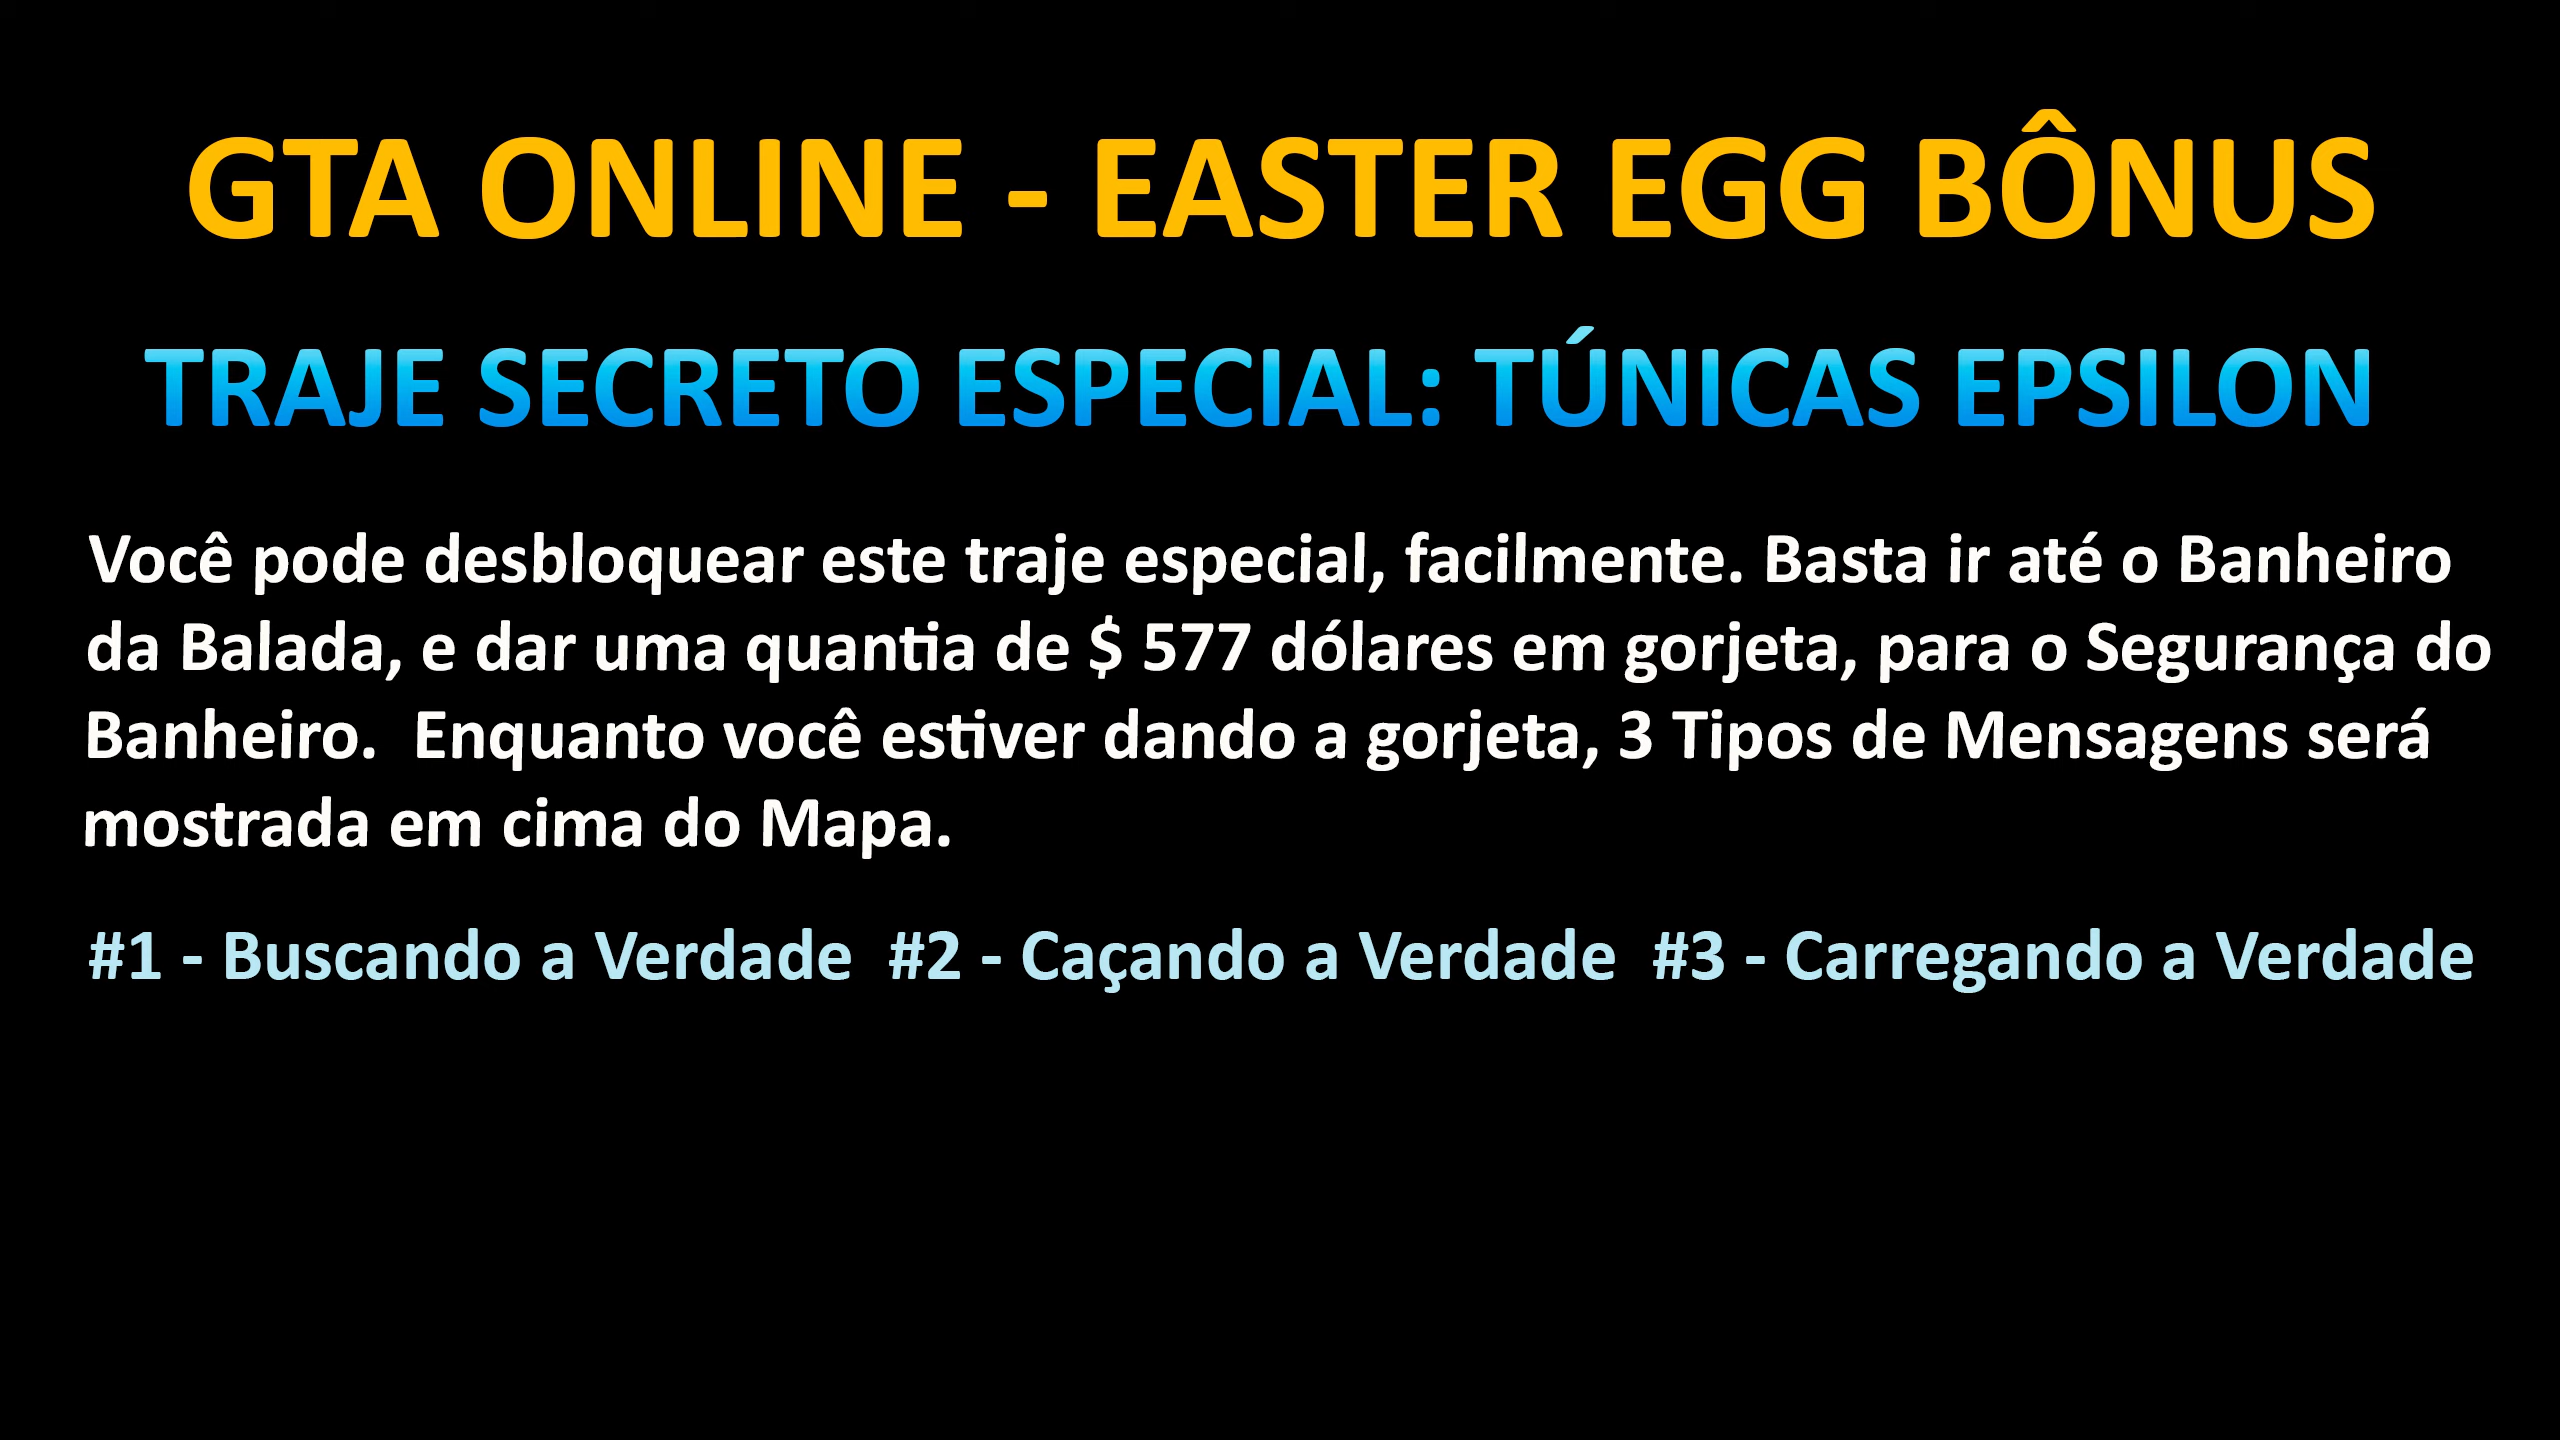 GTA ONLINE - EASTER EGG BÔNUS
TRAJE SECRETO ESPECIAL: TÚNICAS EPSILON
Você pode desbloquear este traje especial, facilmente. Basta ir até o Banheiro
da Balada, e dar uma quantia de $ 577 dólares em gorjeta, para o Segurança do
Banheiro.  Enquanto você estiver dando a gorjeta, 3 Tipos de Mensagens será
mostrada em cima do Mapa.
#1 - Buscando a Verdade  #2 - Caçando a Verdade  #3 - Carregando a Verdade